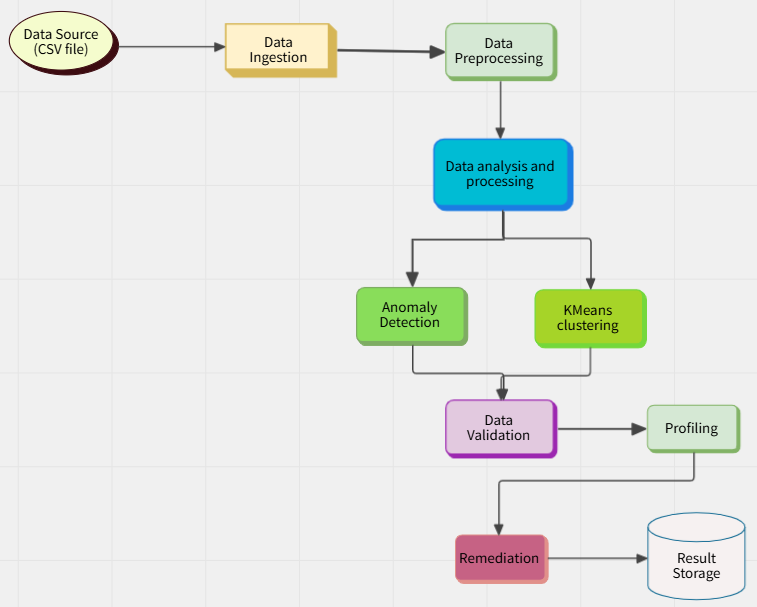 Data Source
(CSV file)
Data
Ingestion
Data
Preprocessing
Data analysis and
processing
Anomaly
Detection
KMeans
clustering
Data
Validation
Profiling
Remediation
Result
Storage